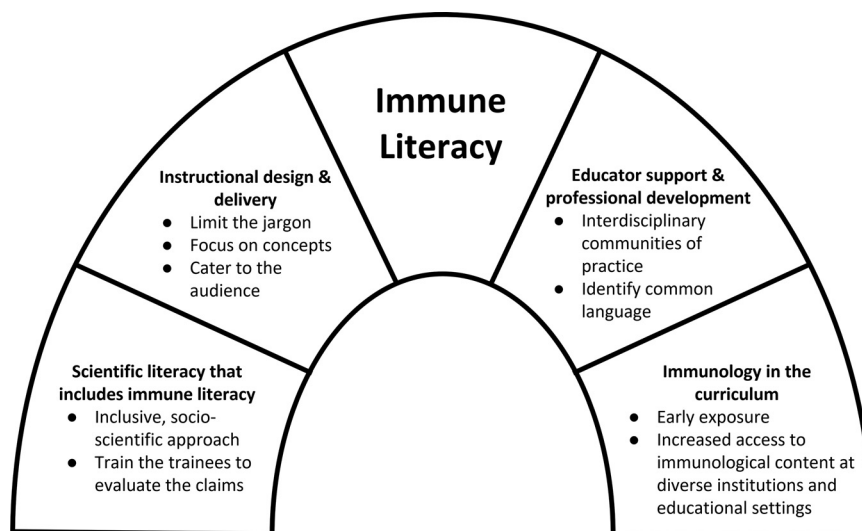 Immune
Literacy
Instructional design &
delivery
● Limit the jargon
● Focus on concepts
● Cater to the
audience
Educator support &
professional development
● Interdisciplinary
communities of
practice
● Identify common
language
Scientific literacy that
includes immune literacy
● Inclusive, socio-
scientific approach
● Train the trainees to
evaluate the claims
Immunology in the
curriculum
● Early exposure
● Increased access to
immunological content at
diverse institutions and
educational settings